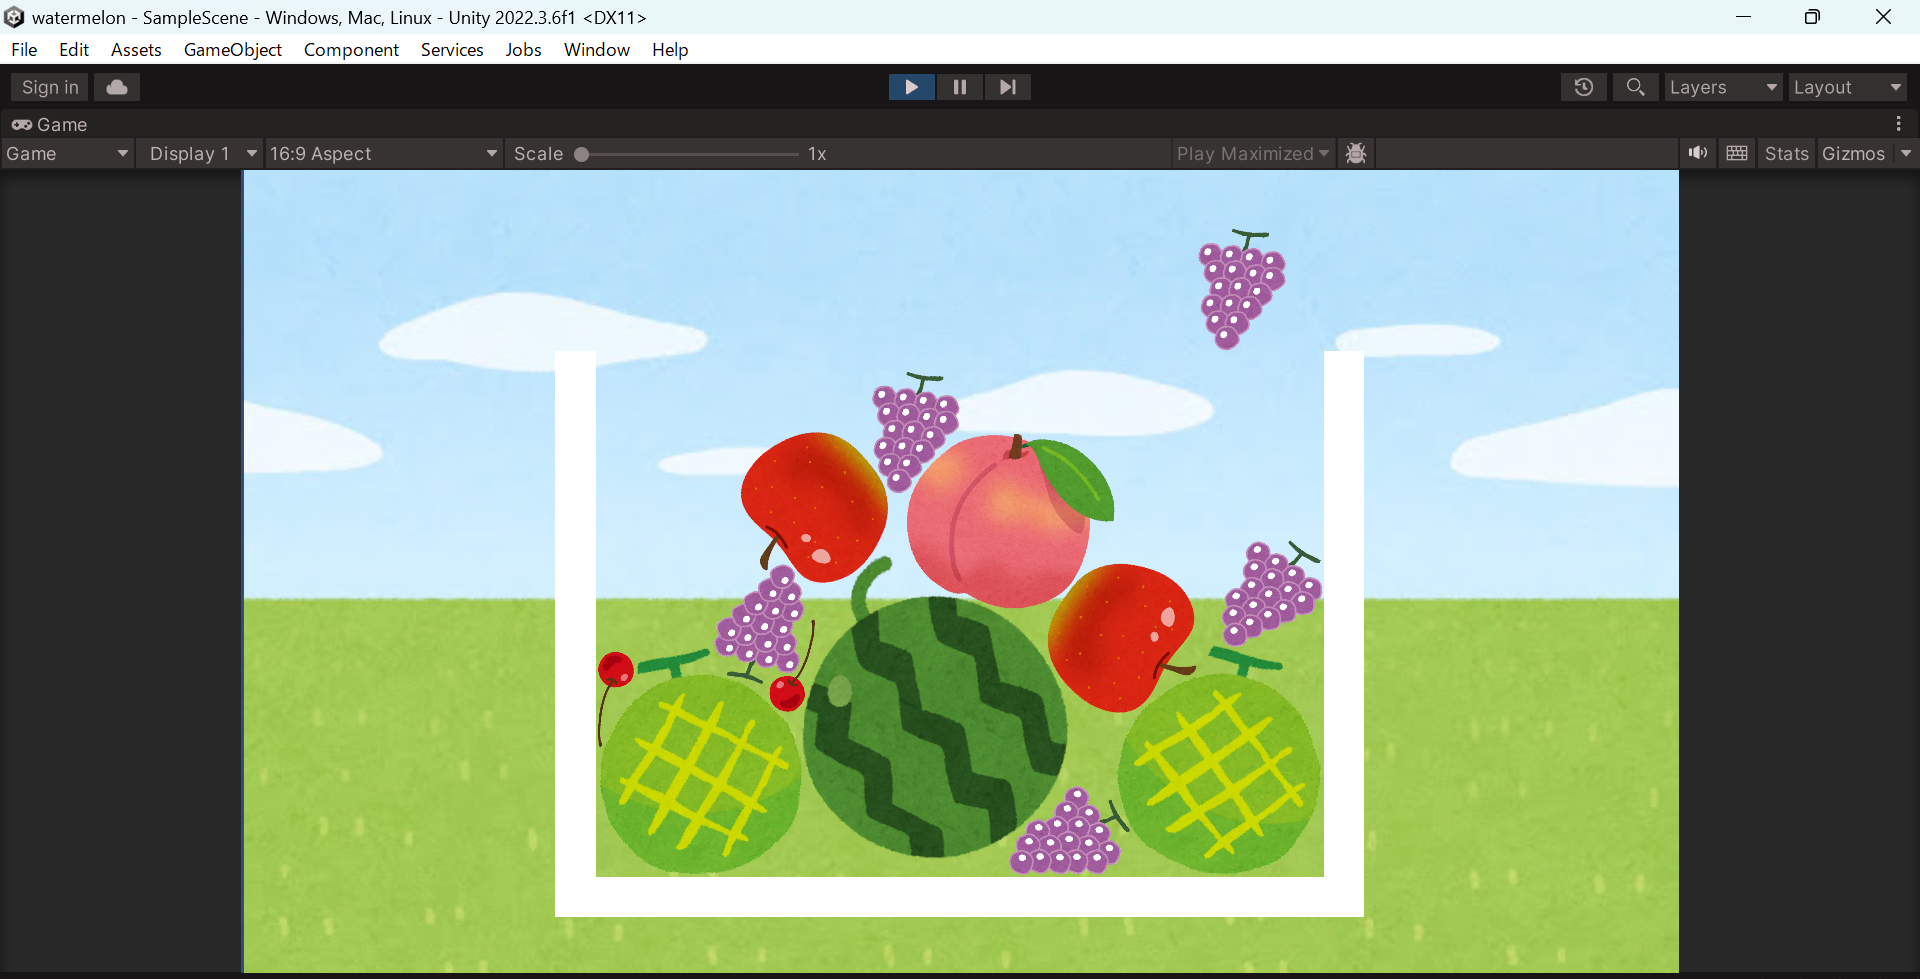 watermelon - SampleScene - Windows, Mac, Linux - Unity 2022.3.6f1 <DX11>
File Edit Assets GameObject Component Services Jobs Window Help
Sign in Layers Layout
Game
Game Display 1 16:9 Aspect Scale 1x Play Maximized Stats Gizmos